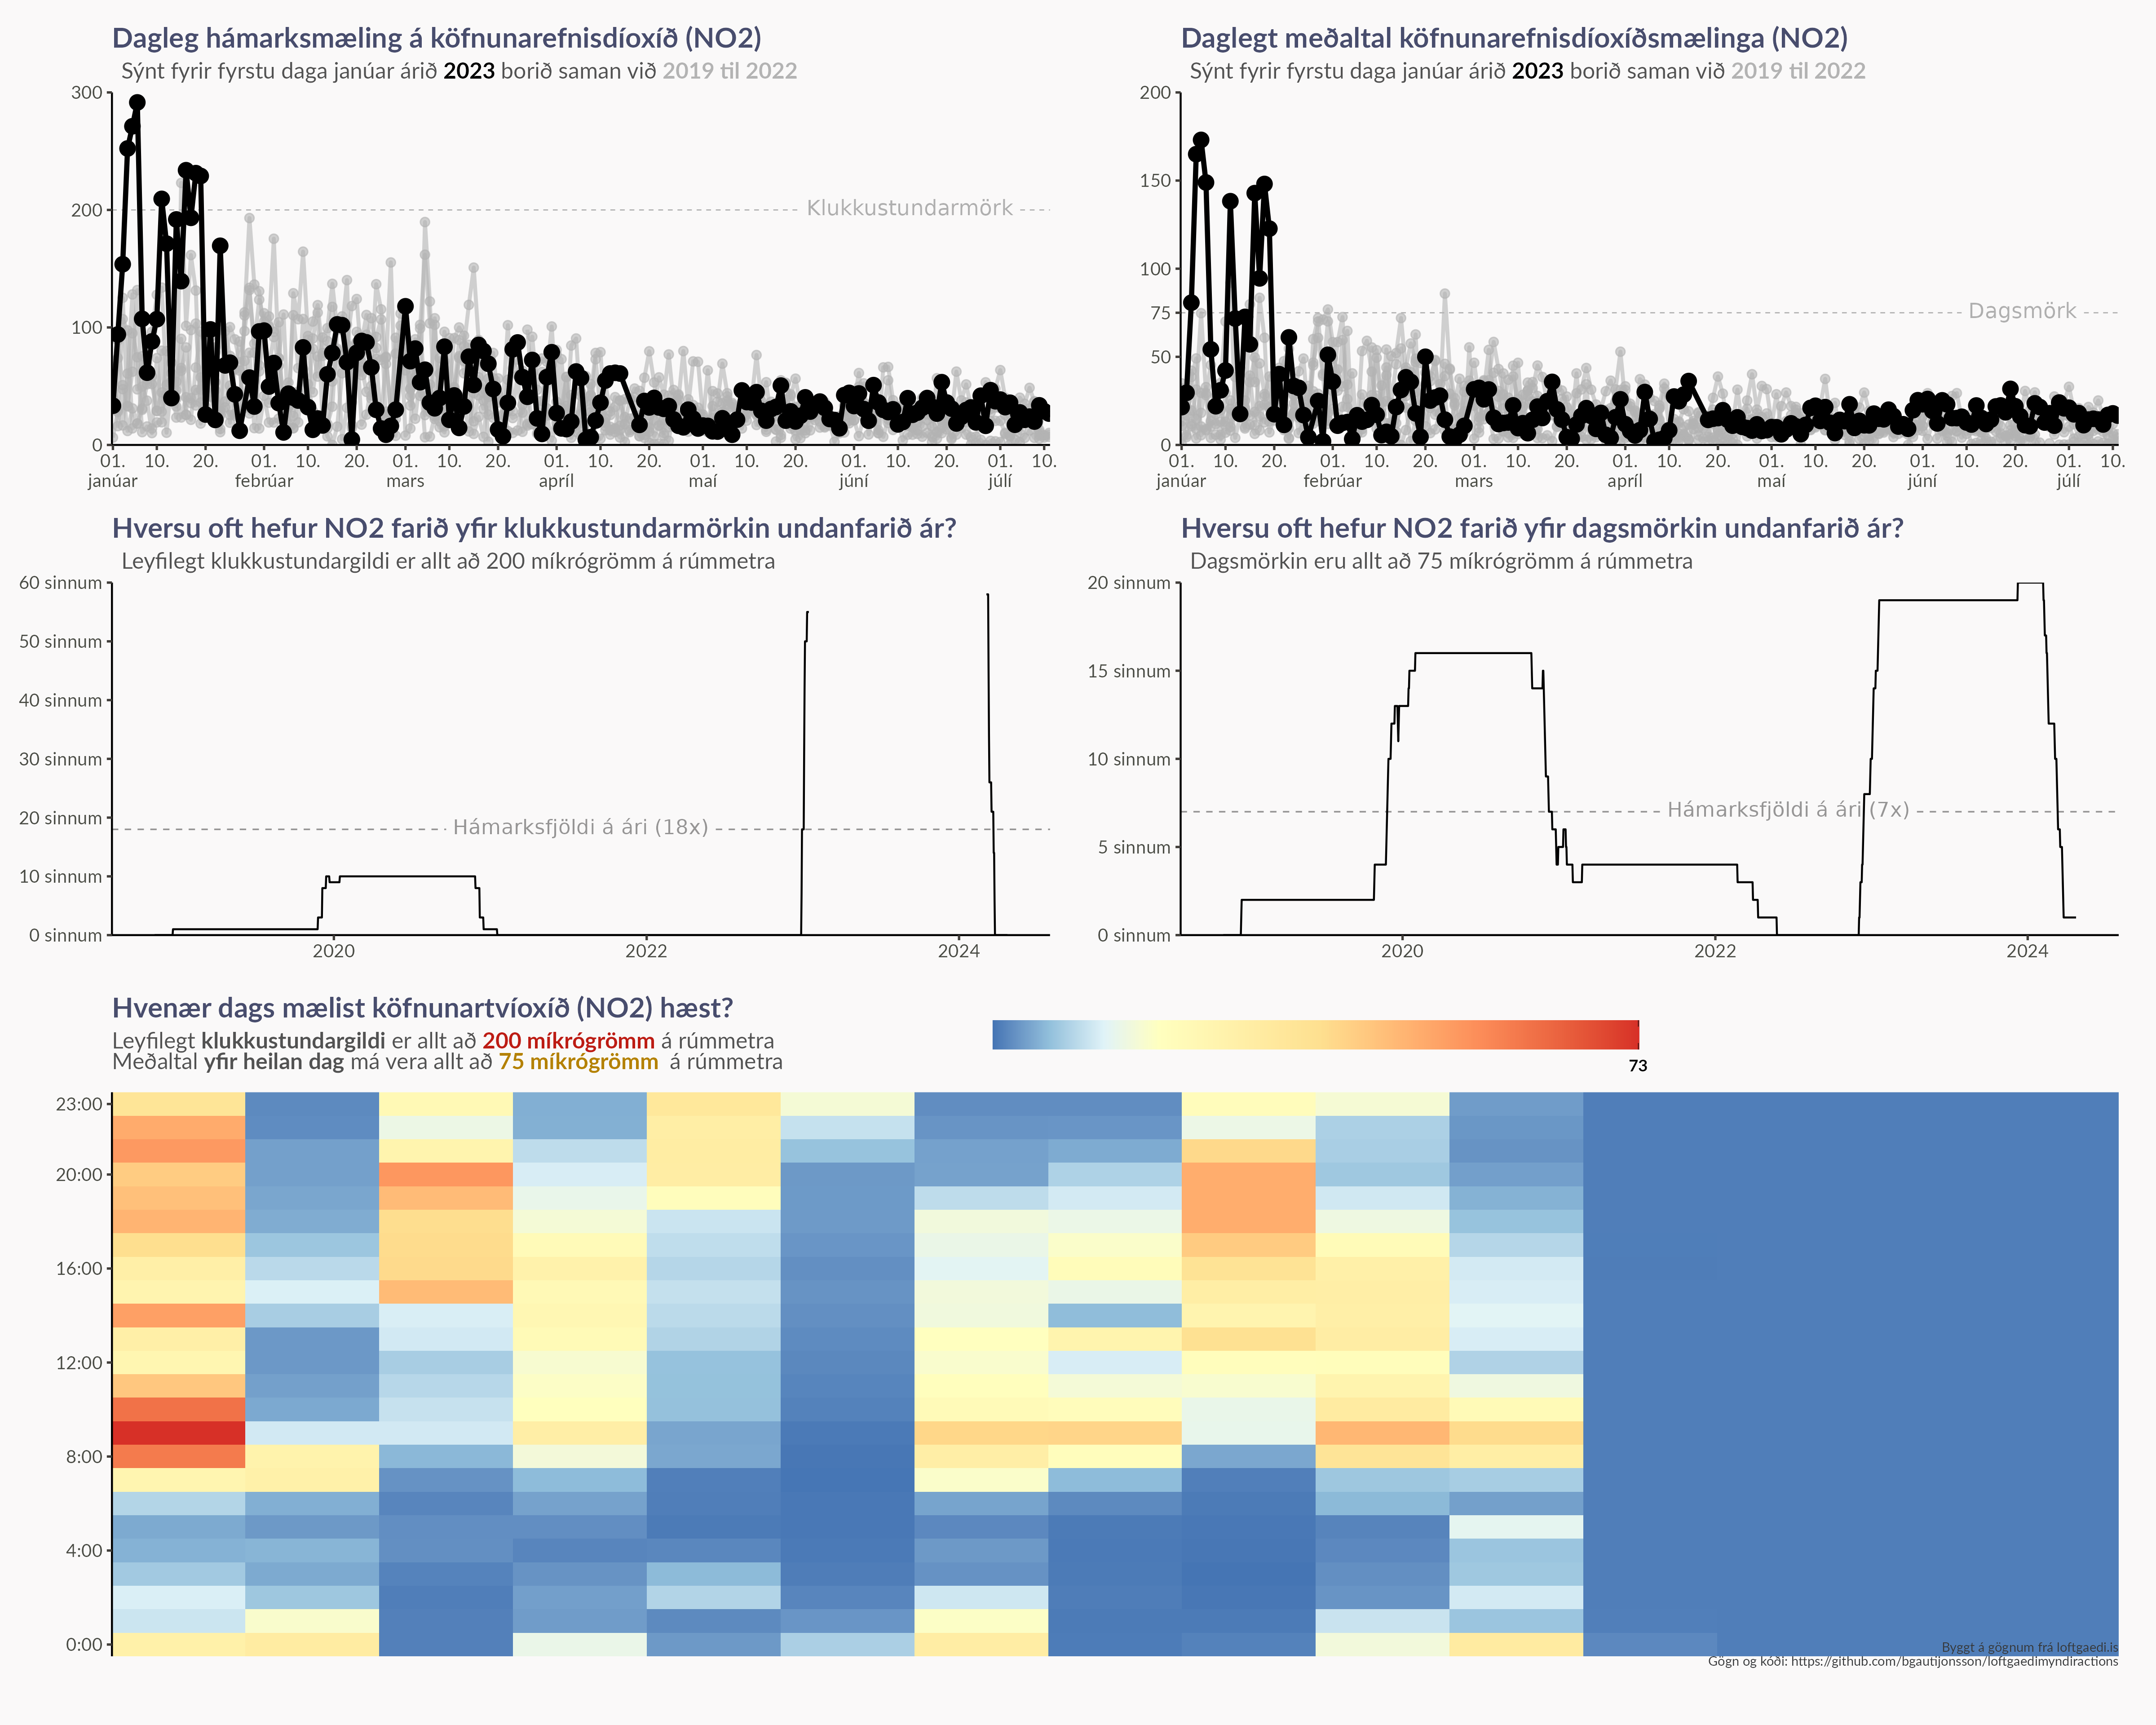 Dagleg hámarksmæling á köfnunarefnisdíoxíð (NO2)
Sýnt fyrir fyrstu daga janúar árið 2023 borið saman við 2019 til 2022
300
200
100
0
Klukkustundarmörk
01. 10. 20. 01. 10. 20. 01. 10. 20. 01. 10. 20. 01. 10. 20. 01. 10. 20. 01. 10.
janúar febrúar mars apríl maí júní júlí
Daglegt meðaltal köfnunarefnisdíoxíðsmælinga (NO2)
Sýnt fyrir fyrstu daga janúar árið 2023 borið saman við 2019 til 2022
200
150
100
75
50
0
Dagsmörk
01. 10. 20. 01. 10. 20. 01. 10. 20. 01. 10. 20. 01. 10. 20. 01. 10. 20. 01. 10.
janúar febrúar mars apríl maí júní júlí
Hversu oft hefur NO2 farið yfir klukkustundarmörkin undanfarið ár?
Leyfilegt klukkustundargildi er allt að 200 míkrógrömm á rúmmetra
60 sinnum
50 sinnum
40 sinnum
30 sinnum
20 sinnum
10 sinnum
0 sinnum
Hámarksfjöldi á ári (18x)
2020 2022 2024
Hversu oft hefur NO2 farið yfir dagsmörkin undanfarið ár?
Dagsmörkin eru allt að 75 míkrógrömm á rúmmetra
20 sinnum
15 sinnum
10 sinnum
5 sinnum
0 sinnum
Hámarksfjöldi á ári (7x)
2020 2022 2024
Hvenær dags mælist köfnunartvíoxíð (NO2) hæst?
Leyfilegt klukkustundargildi er allt að 200 míkrógrömm á rúmmetra
Meðaltal yfir heilan dag má vera allt að 75 míkrógrömm á rúmmetra
73
23:00
20:00
16:00
12:00
8:00
4:00
0:00
Byggt á gögnum frá loftgaedi.is
Gögn og kóði: https://github.com/bgautijonsson/loftgaedimyndiractions